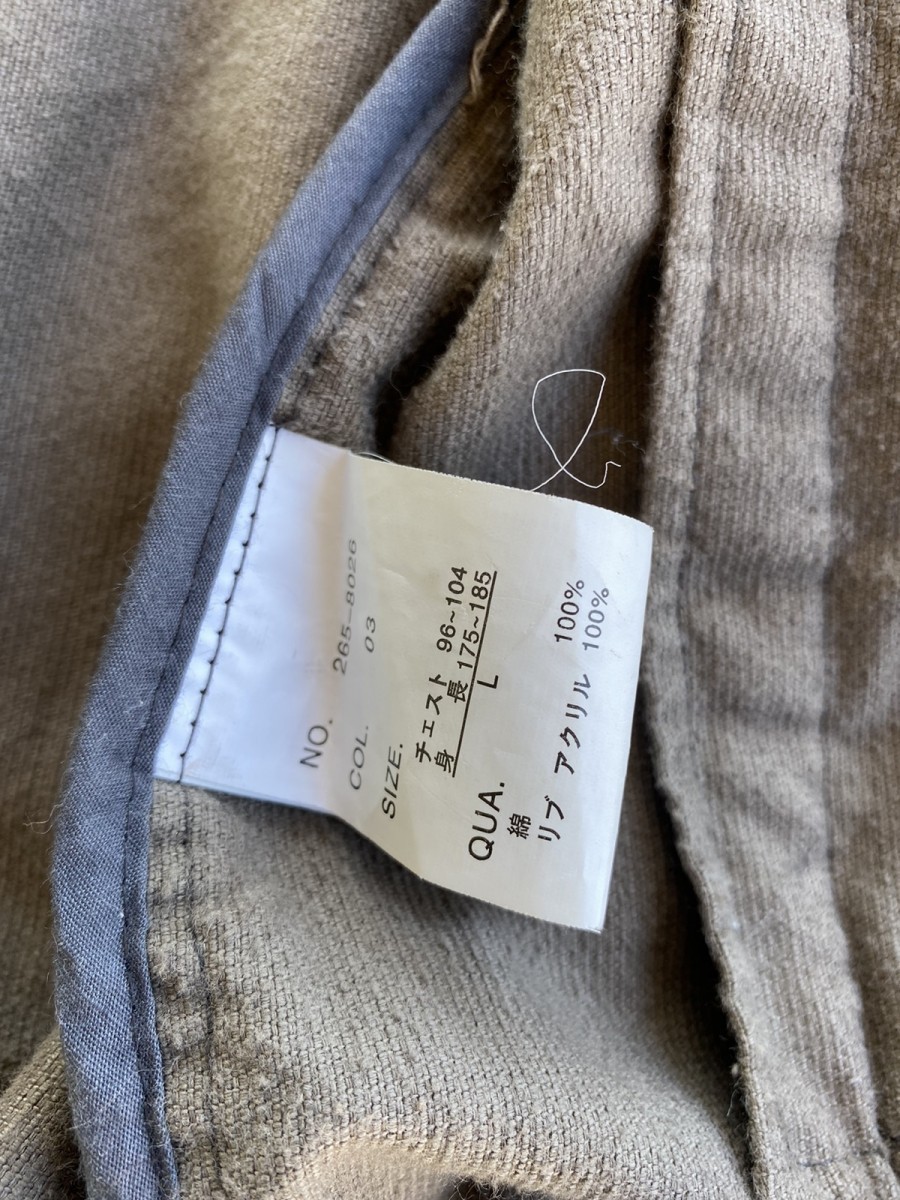 NO. 265-8026
COL. 03
SIZE.
チェスト 96~104
身 長 175~185
L
QUA.
綿 100%
リブ アクリル 100%